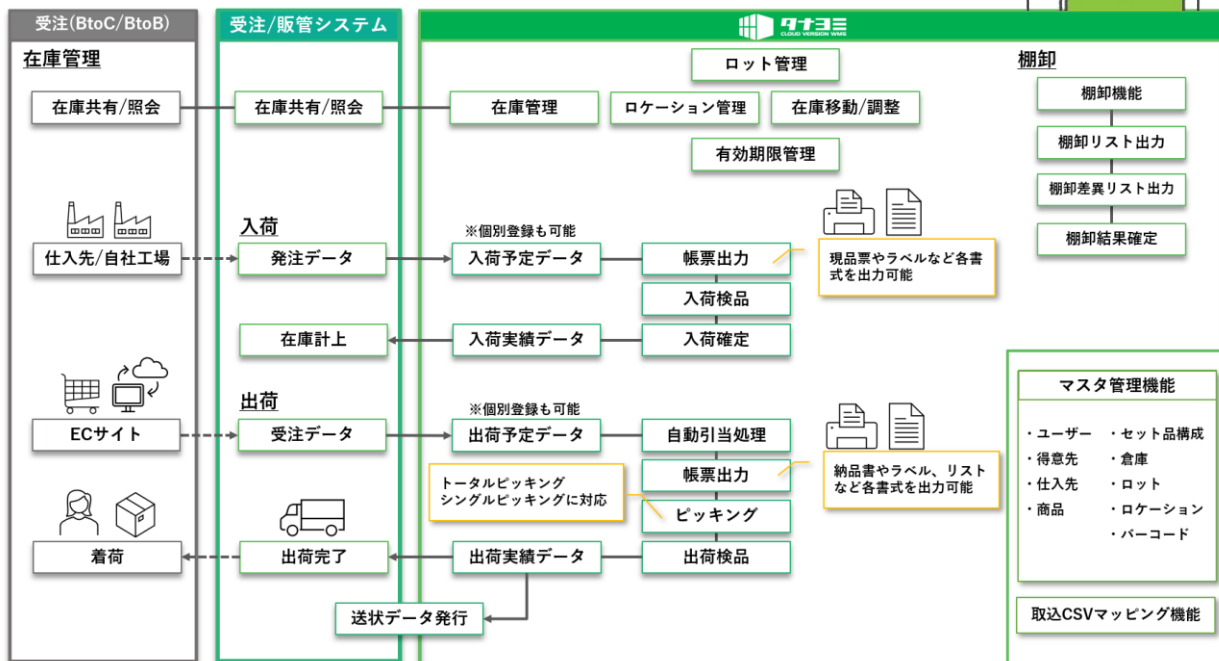 受注(BtoC/BtoB)
受注/販管システム
タナヨミ
CLOUD VERSION WMS
在庫管理
在庫共有/照会
在庫共有/照会
在庫管理
ロット管理
ロケーション管理
在庫移動/調整
有効期限管理
棚卸
棚卸機能
棚卸リスト出力
棚卸差異リスト出力
棚卸結果確定
入荷
仕入先/自社工場
発注データ
※個別登録も可能
入荷予定データ
帳票出力
現品票やラベルなど各書
式を出力可能
入荷検品
在庫計上
入荷実績データ
入荷確定
出荷
ECサイト
受注データ
※個別登録も可能
出荷予定データ
自動引当処理
帳票出力
納品書やラベル、リスト
など各書式を出力可能
トータルピッキング
シングルピッキングに対応
ピッキング
着荷
出荷完了
出荷実績データ
出荷検品
送状データ発行
マスタ管理機能
・ユーザー
・得意先
・仕入先
・商品
・セット品構成
・倉庫
・ロット
・ロケーション
・バーコード
取込CSVマッピング機能